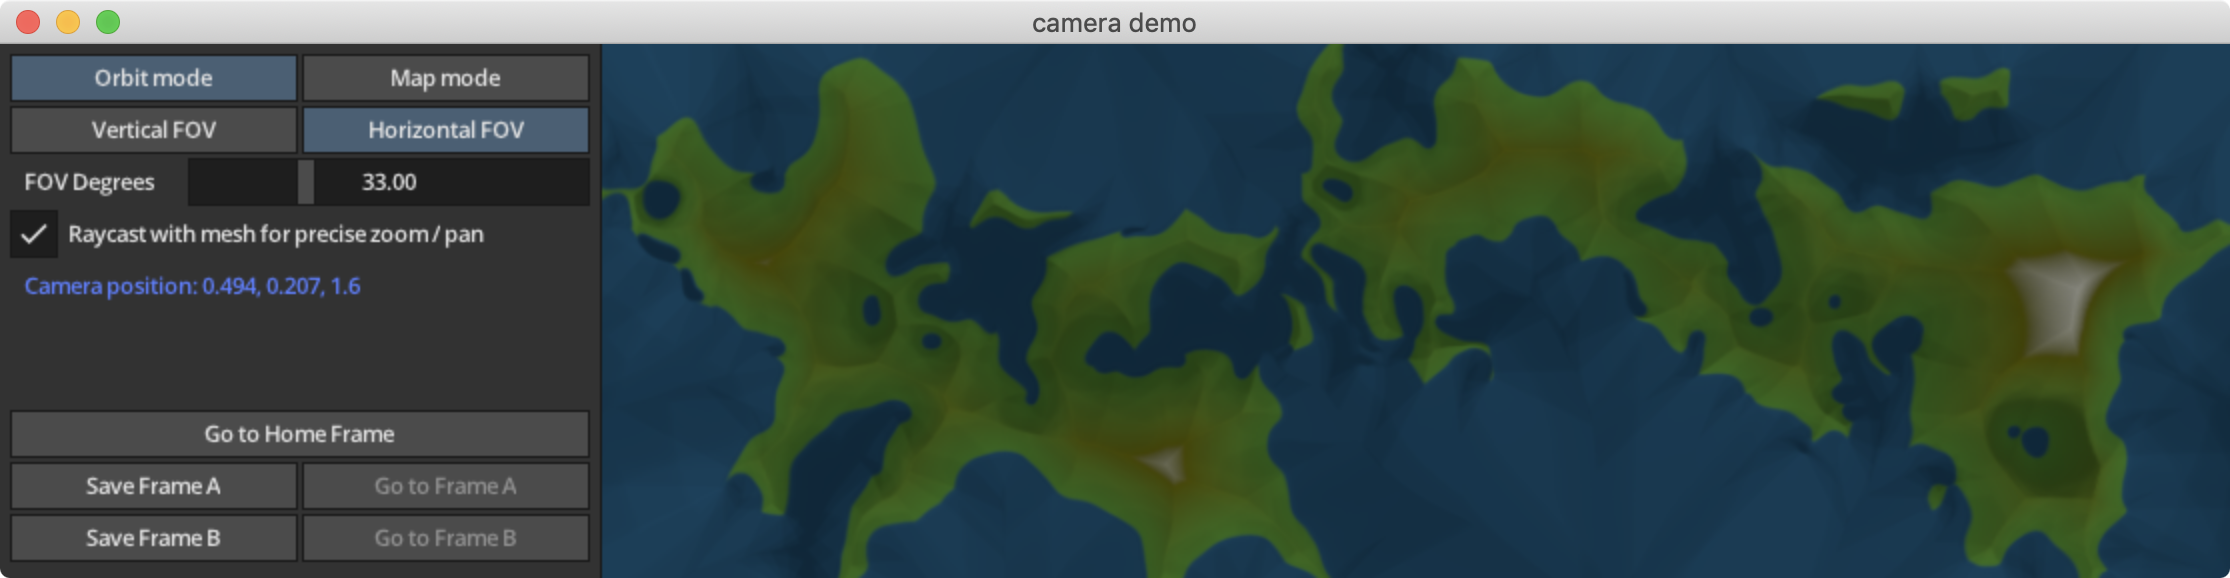 camera demo
Orbit mode Map mode
Vertical FOV Horizontal FOV
FOV Degrees 33.00
Raycast with mesh for precise zoom / pan
Camera position: 0.494, 0.207, 1.6
Go to Home Frame
Save Frame A Go to Frame A
Save Frame B Go to Frame B